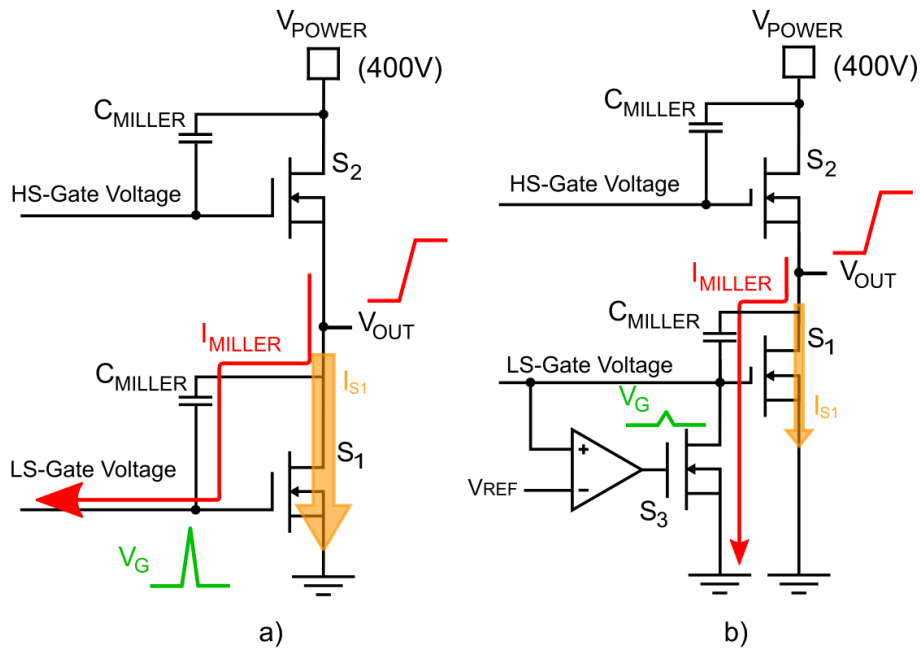 VPOWER
(400V)
CMILLER
S2
HS-Gate Voltage
VOUT
IMILLER
CMILLER
IS1
S1
LS-Gate Voltage
VG
a)
VPOWER
(400V)
CMILLER
S2
HS-Gate Voltage
IMILLER
VOUT
CMILLER
S1
LS-Gate Voltage
VG
IS1
+
VREF
−
S3
b)